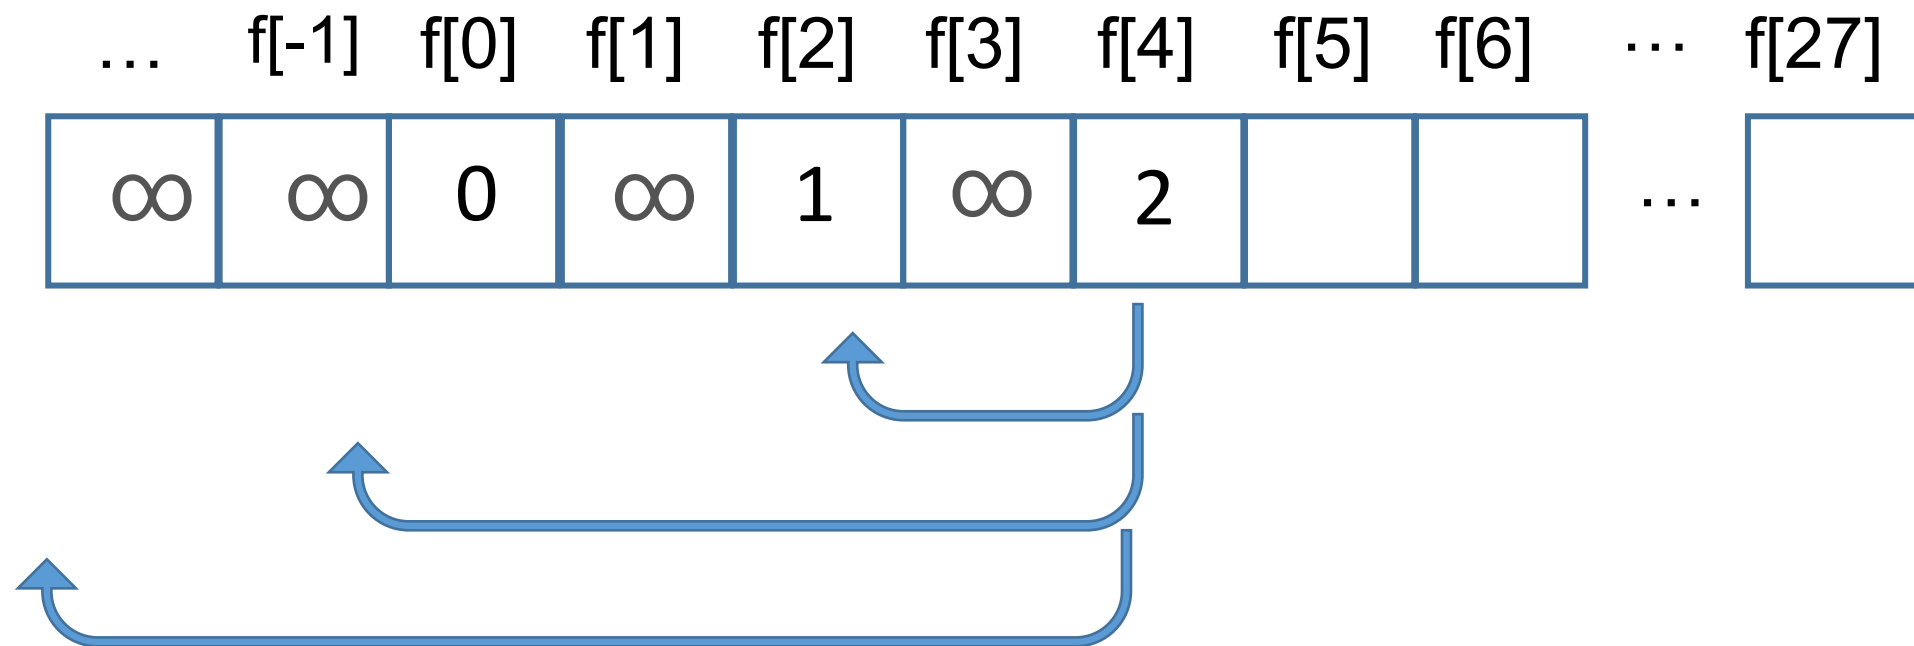 ... f[-1] f[0] f[1] f[2] f[3] f[4] f[5] f[6] ... f[27]
∞ ∞ 0 ∞ 1 ∞ 2 ...